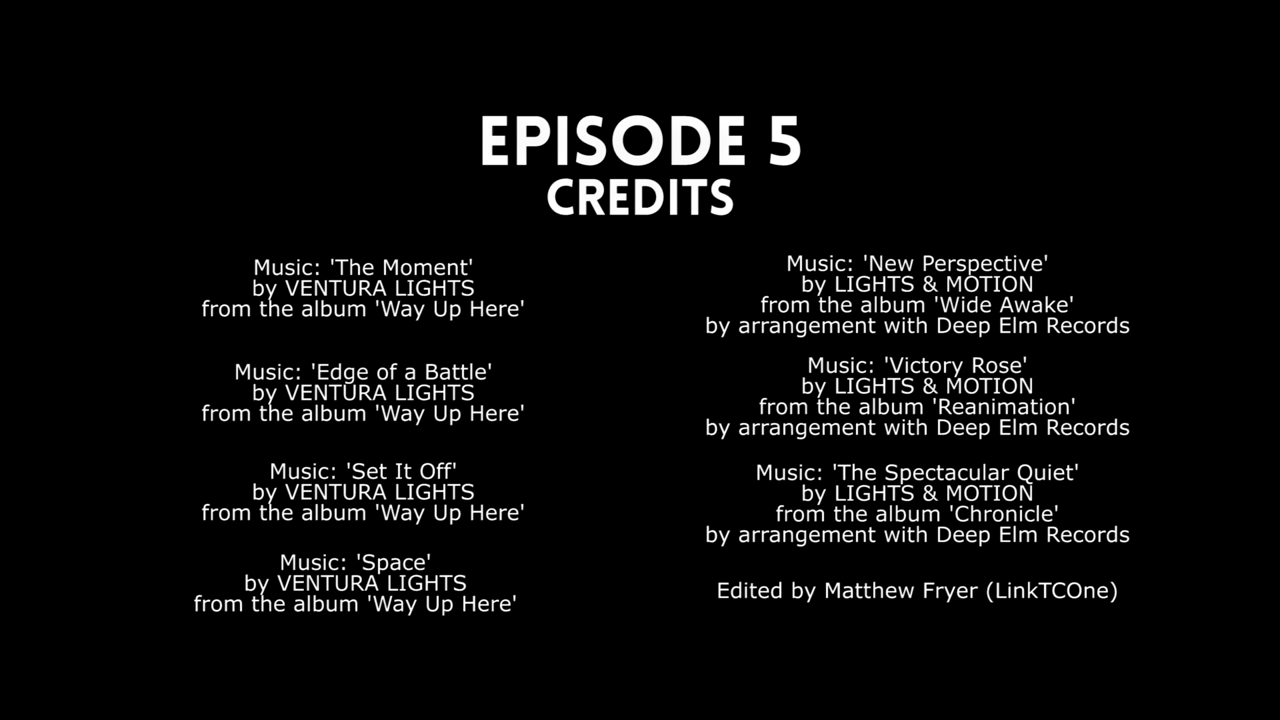 EPISODE 5
CREDITS
Music: 'The Moment'
by VENTURA LIGHTS
from the album 'Way Up Here'
Music: 'Edge of a Battle'
by VENTURA LIGHTS
from the album 'Way Up Here'
Music: 'Set It Off'
by VENTURA LIGHTS
from the album 'Way Up Here'
Music: 'Space'
by VENTURA LIGHTS
from the album 'Way Up Here'
Music: 'New Perspective'
by LIGHTS & MOTION
from the album 'Wide Awake'
by arrangement with Deep Elm Records
Music: 'Victory Rose'
by LIGHTS & MOTION
from the album 'Reanimation'
by arrangement with Deep Elm Records
Music: 'The Spectacular Quiet'
by LIGHTS & MOTION
from the album 'Chronicle'
by arrangement with Deep Elm Records
Edited by Matthew Fryer (LinkTCOne)